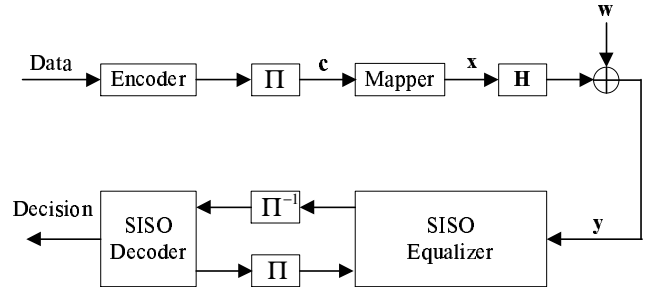 w
Data
Encoder
Π
c
Mapper
x
H
Decision
SISO
Decoder
Π⁻¹
Π
SISO
Equalizer
y